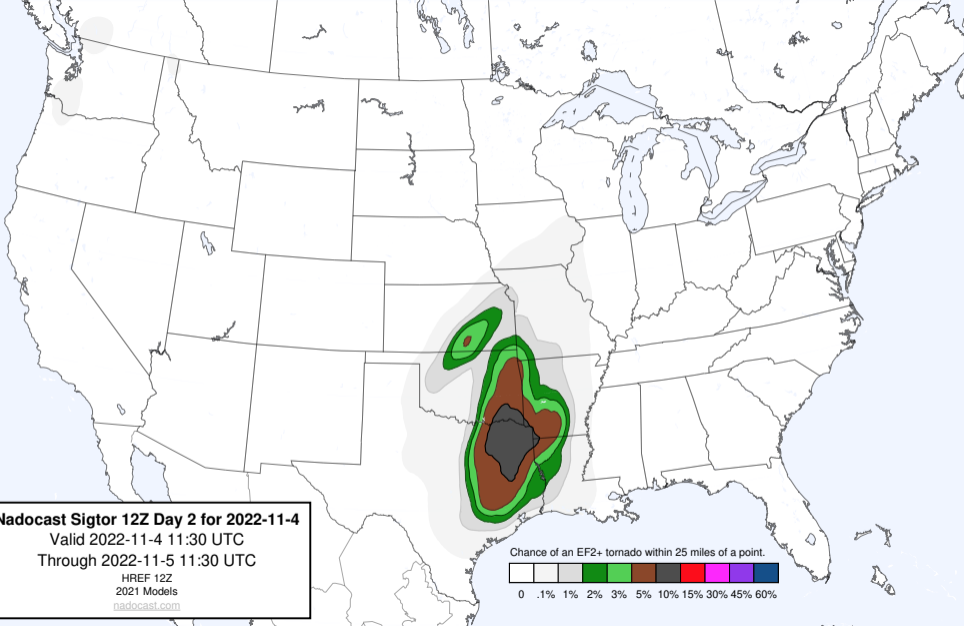 Nadocast Sigtor 12Z Day 2 for 2022-11-4
Valid 2022-11-4 11:30 UTC
Through 2022-11-5 11:30 UTC
HREF 12Z
2021 Models
nadocast.com
Chance of an EF2+ tornado within 25 miles of a point.
0 .1% 1% 2% 3% 5% 10% 15% 30% 45% 60%